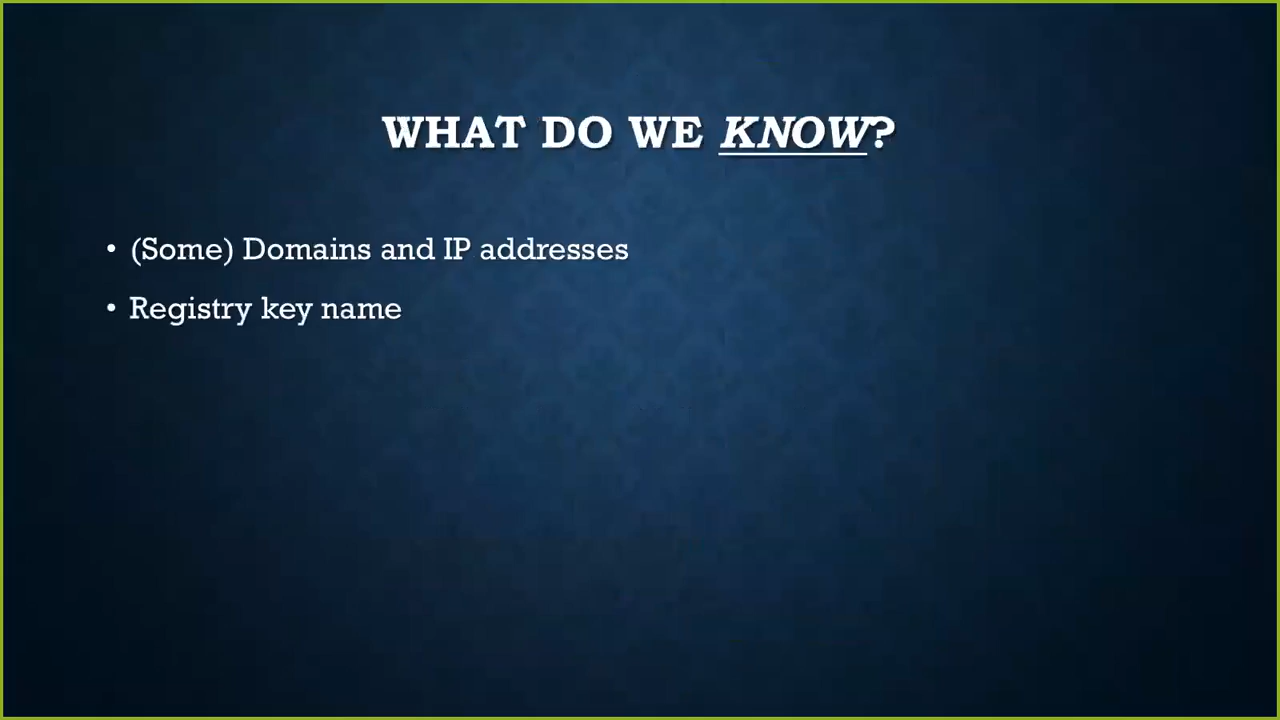 WHAT DO WE KNOW?
• (Some) Domains and IP addresses
• Registry key name